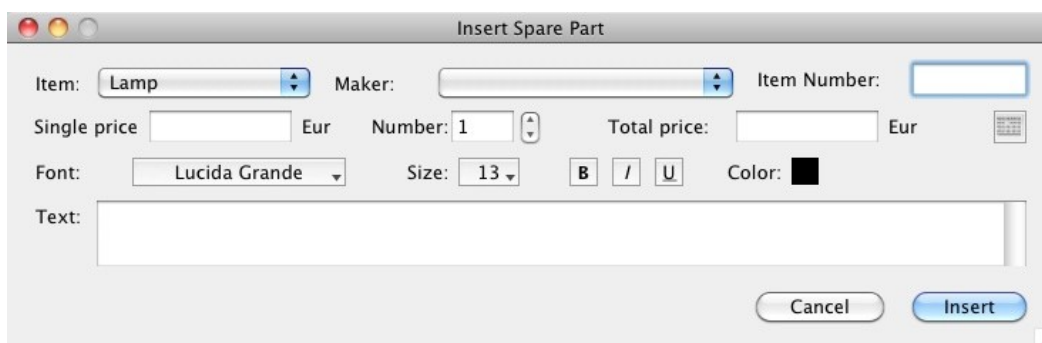 Insert Spare Part
Item: Lamp Maker: Item Number:
Single price Eur Number: 1 Total price: Eur
Font: Lucida Grande Size: 13 B I U Color:
Text:
Cancel Insert